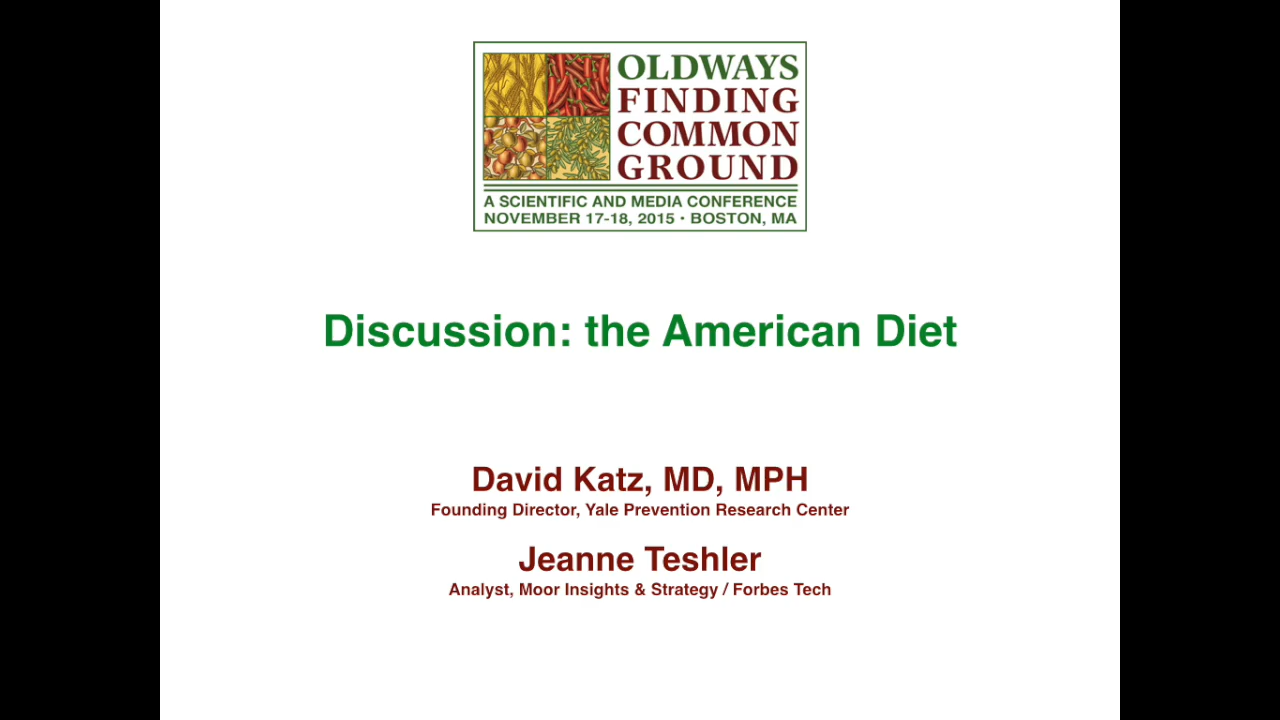 OLDWAYS
FINDING
COMMON
GROUND
A SCIENTIFIC AND MEDIA CONFERENCE
NOVEMBER 17-18, 2015 · BOSTON, MA
Discussion: the American Diet
David Katz, MD, MPH
Founding Director, Yale Prevention Research Center
Jeanne Teshler
Analyst, Moor Insights & Strategy / Forbes Tech